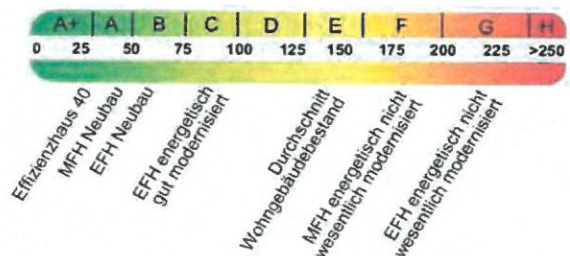 A+ A B C D E F G H
0 25 50 75 100 125 150 175 200 225 >250
Effizienzhaus 40
MFH Neubau
EFH Neubau
EFH energetisch
gut modernisiert
Durchschnitt
Wohngebäudebestand
MFH energetisch nicht
wesentlich modernisiert
EFH energetisch nicht
wesentlich modernisiert